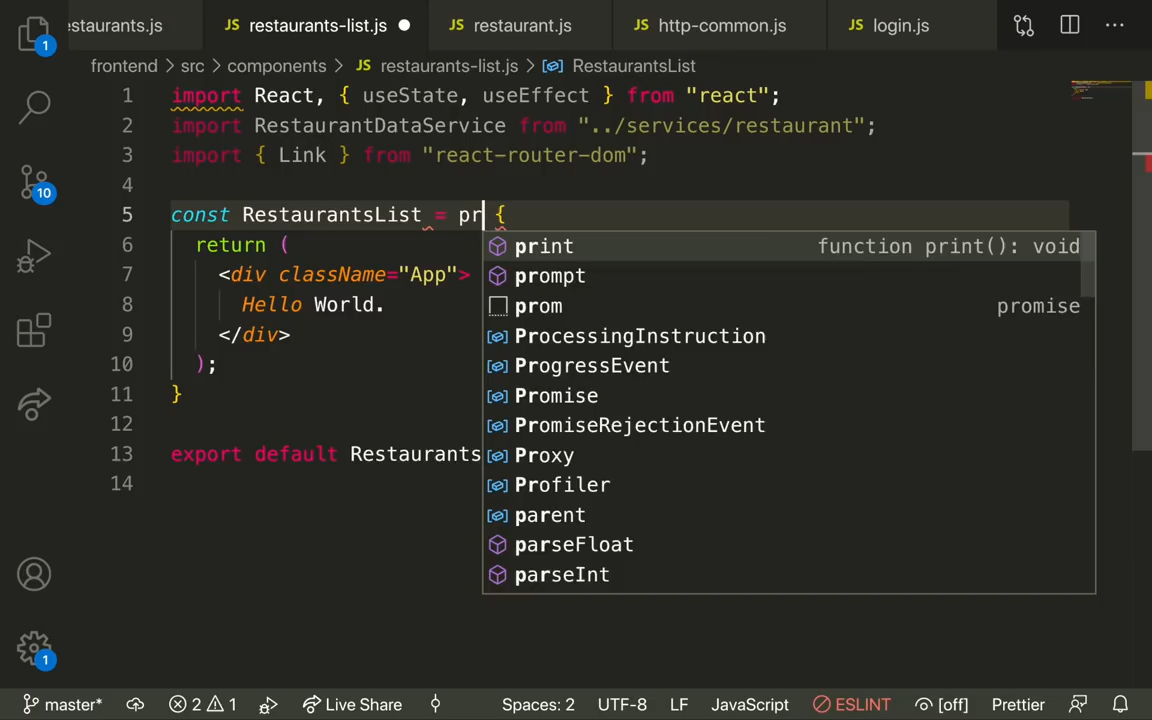 estaurants.js JS restaurants-list.js JS restaurant.js JS http-common.js JS login.js
1
frontend > src > components > JS restaurants-list.js > RestaurantsList
1 import React, { useState, useEffect } from "react";
2 import RestaurantDataService from "../services/restaurant";
3 import { Link } from "react-router-dom";
4
5 const RestaurantsList = pr {
6 return (
7 <div className="App">
8 Hello World.
9 </div>
10 );
11 }
12
13 export default Restaurants
14
print function print(): void
prompt
prom promise
ProcessingInstruction
ProgressEvent
Promise
PromiseRejectionEvent
Proxy
Profiler
parent
parseFloat
parseInt
10
1
master* 2 1 Live Share Spaces: 2 UTF-8 LF JavaScript ESLINT [off] Prettier